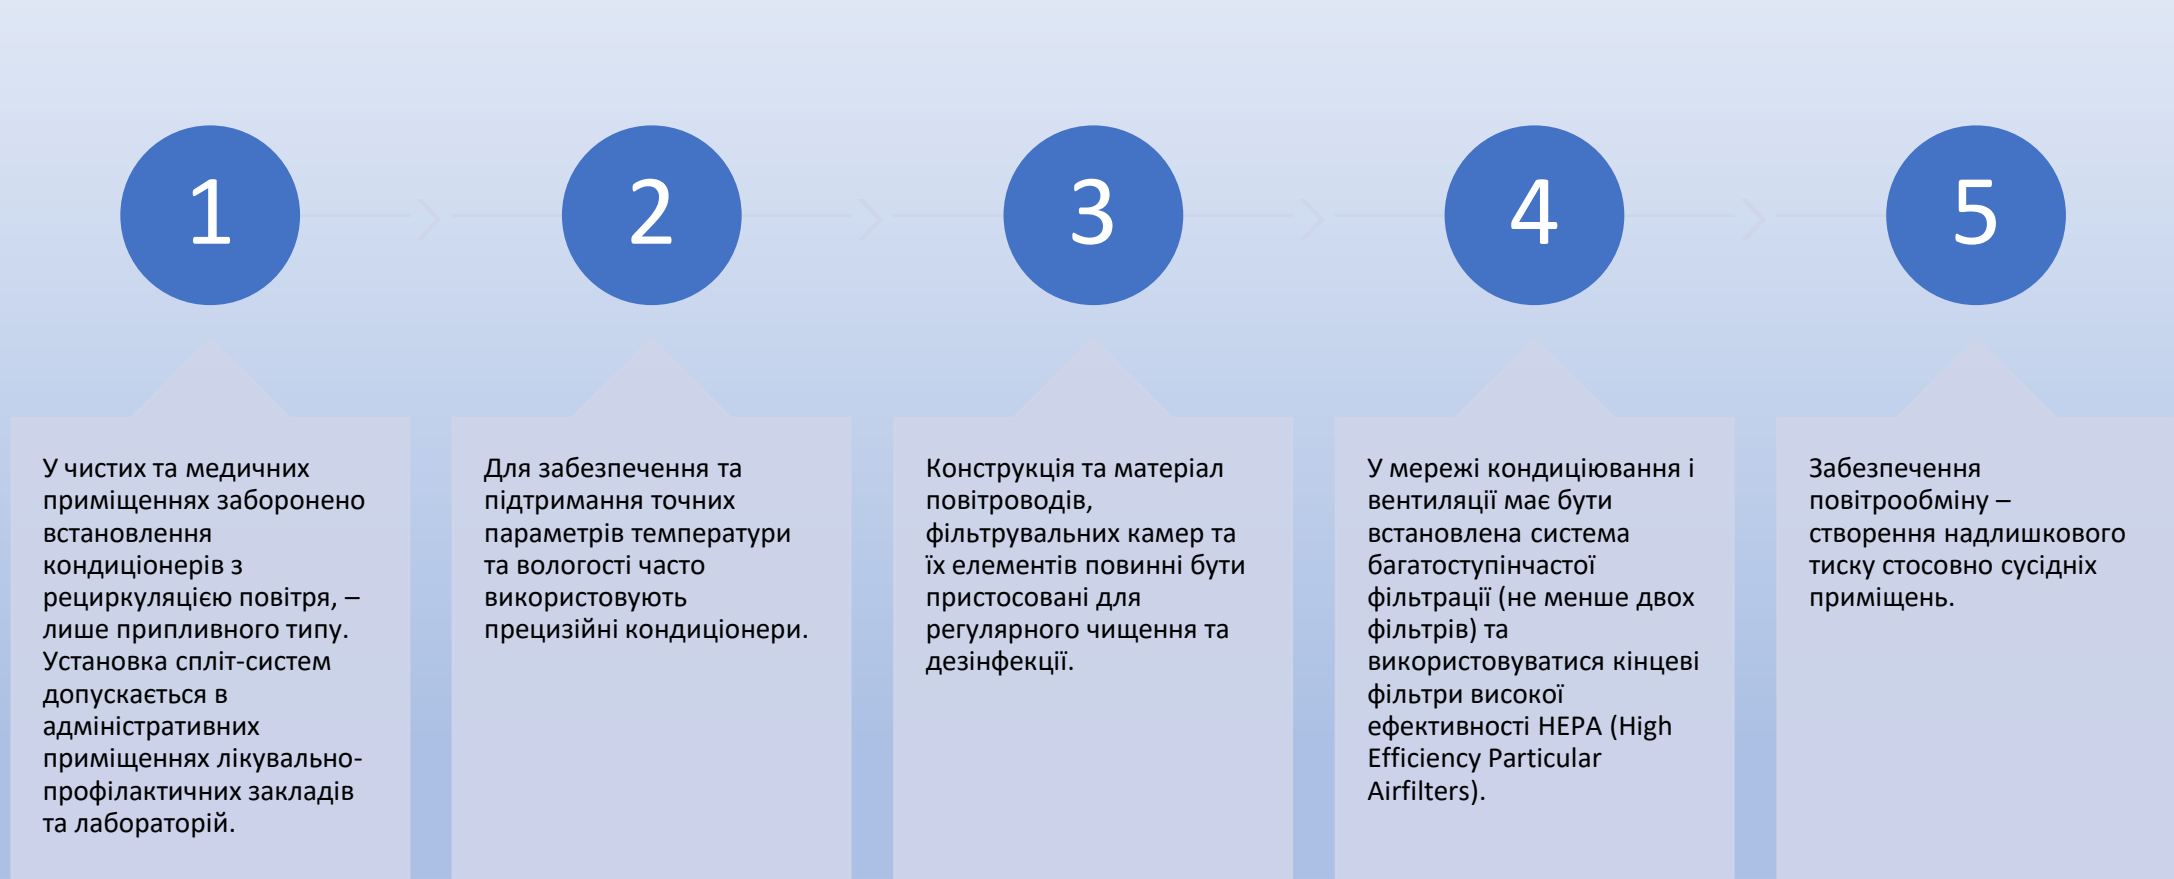 1
2
3
4
5
У чистих та медичних
приміщеннях заборонено
встановлення
кондиціонерів з
рециркуляцією повітря, –
лише припливного типу.
Установка спліт-систем
допускається в
адміністративних
приміщеннях лікувально-
профілактичних закладів
та лабораторій.
Для забезпечення та
підтримання точних
параметрів температури
та вологості часто
використовують
прецизійні кондиціонери.
Конструкція та матеріал
повітроводів,
фільтрувальних камер та
їх елементів повинні бути
пристосовані для
регулярного чищення та
дезінфекції.
У мережі кондиціювання і
вентиляції має бути
встановлена система
багатоступінчастої
фільтрації (не менше двох
фільтрів) та
використовуватися кінцеві
фільтри високої
ефективності HEPA (High
Efficiency Particular
Airfilters).
Забезпечення
повітрообміну –
створення надлишкового
тиску стосовно сусідніх
приміщень.